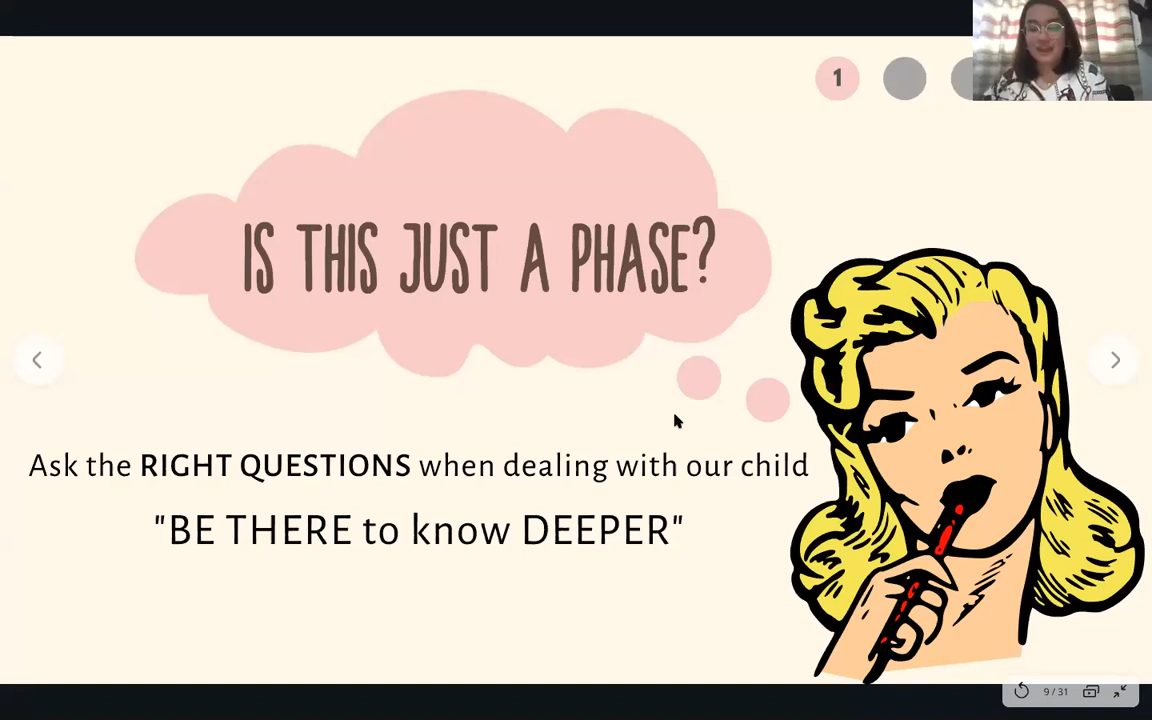 1
IS THIS JUST A PHASE?
Ask the RIGHT QUESTIONS when dealing with our child
"BE THERE to know DEEPER"
9 / 31